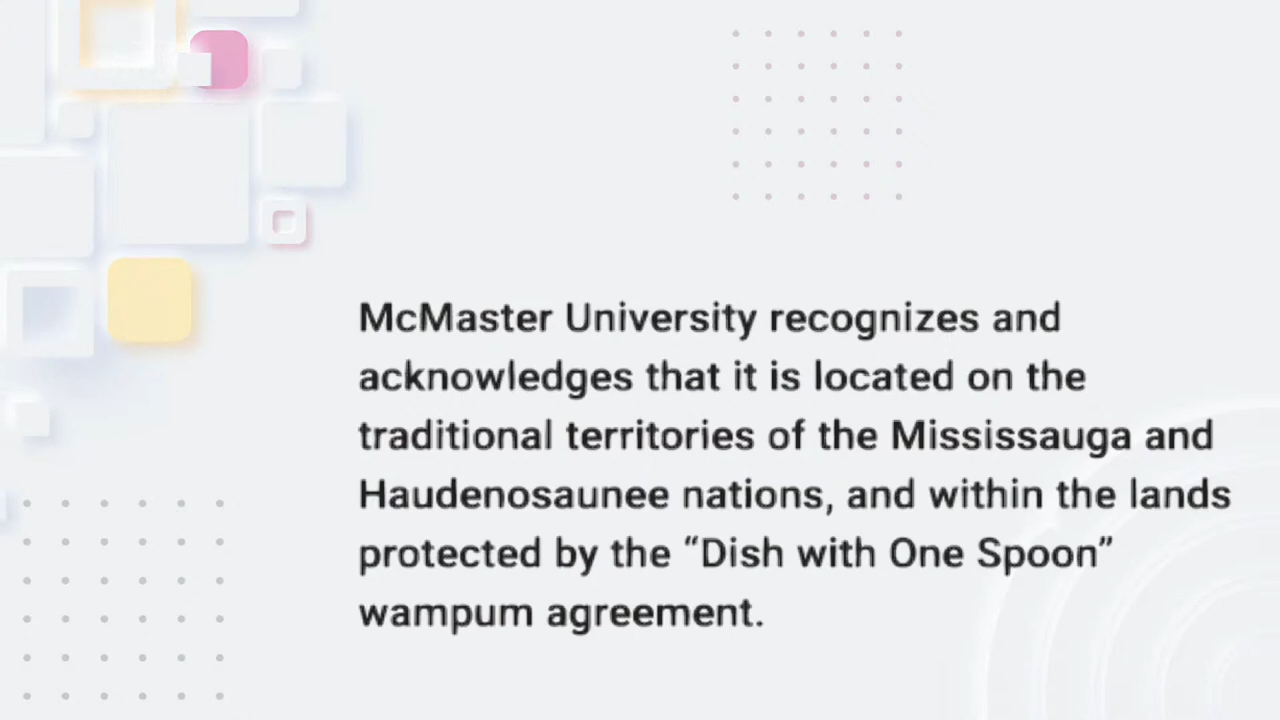 McMaster University recognizes and
acknowledges that it is located on the
traditional territories of the Mississauga and
Haudenosaunee nations, and within the lands
protected by the “Dish with One Spoon”
wampum agreement.